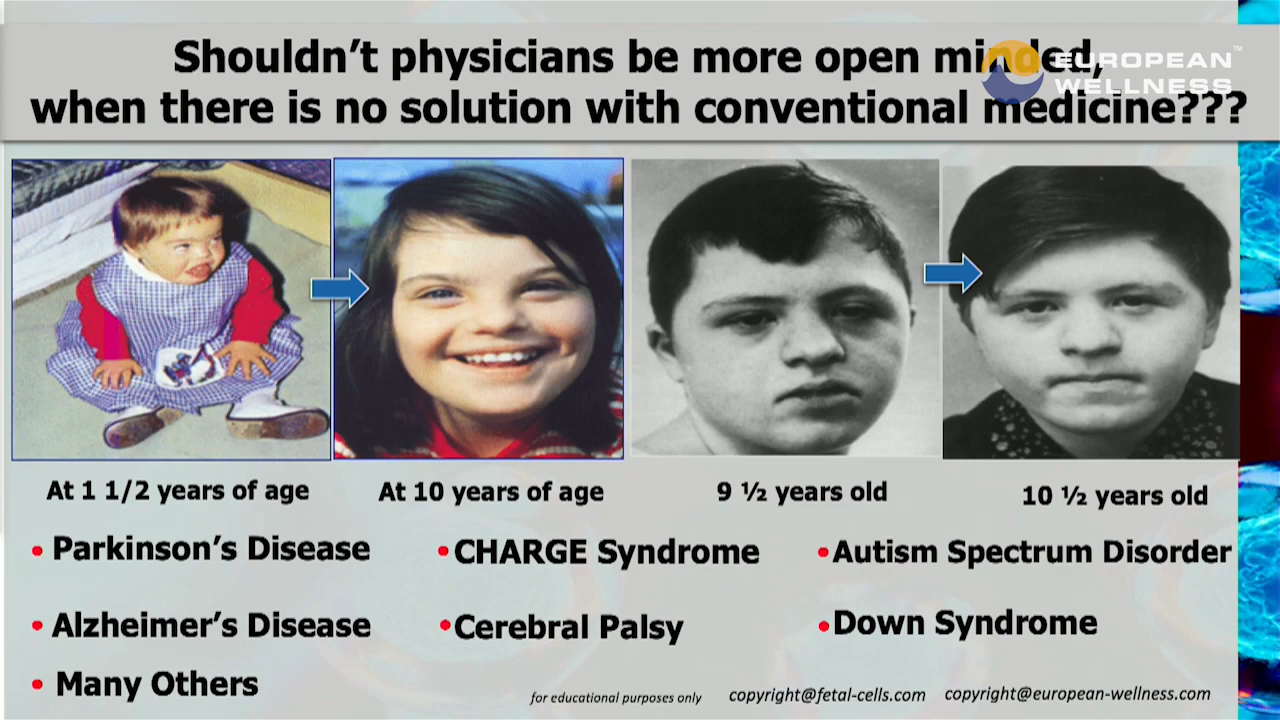 Shouldn't physicians be more open minded,
when there is no solution with conventional medicine???
EUROPEAN
WELLNESS™
At 1 1/2 years of age
At 10 years of age
9 ½ years old
10 ½ years old
• Parkinson's Disease
• CHARGE Syndrome
• Autism Spectrum Disorder
• Alzheimer's Disease
• Cerebral Palsy
• Down Syndrome
• Many Others
for educational purposes only
copyright@fetal-cells.com
copyright@european-wellness.com